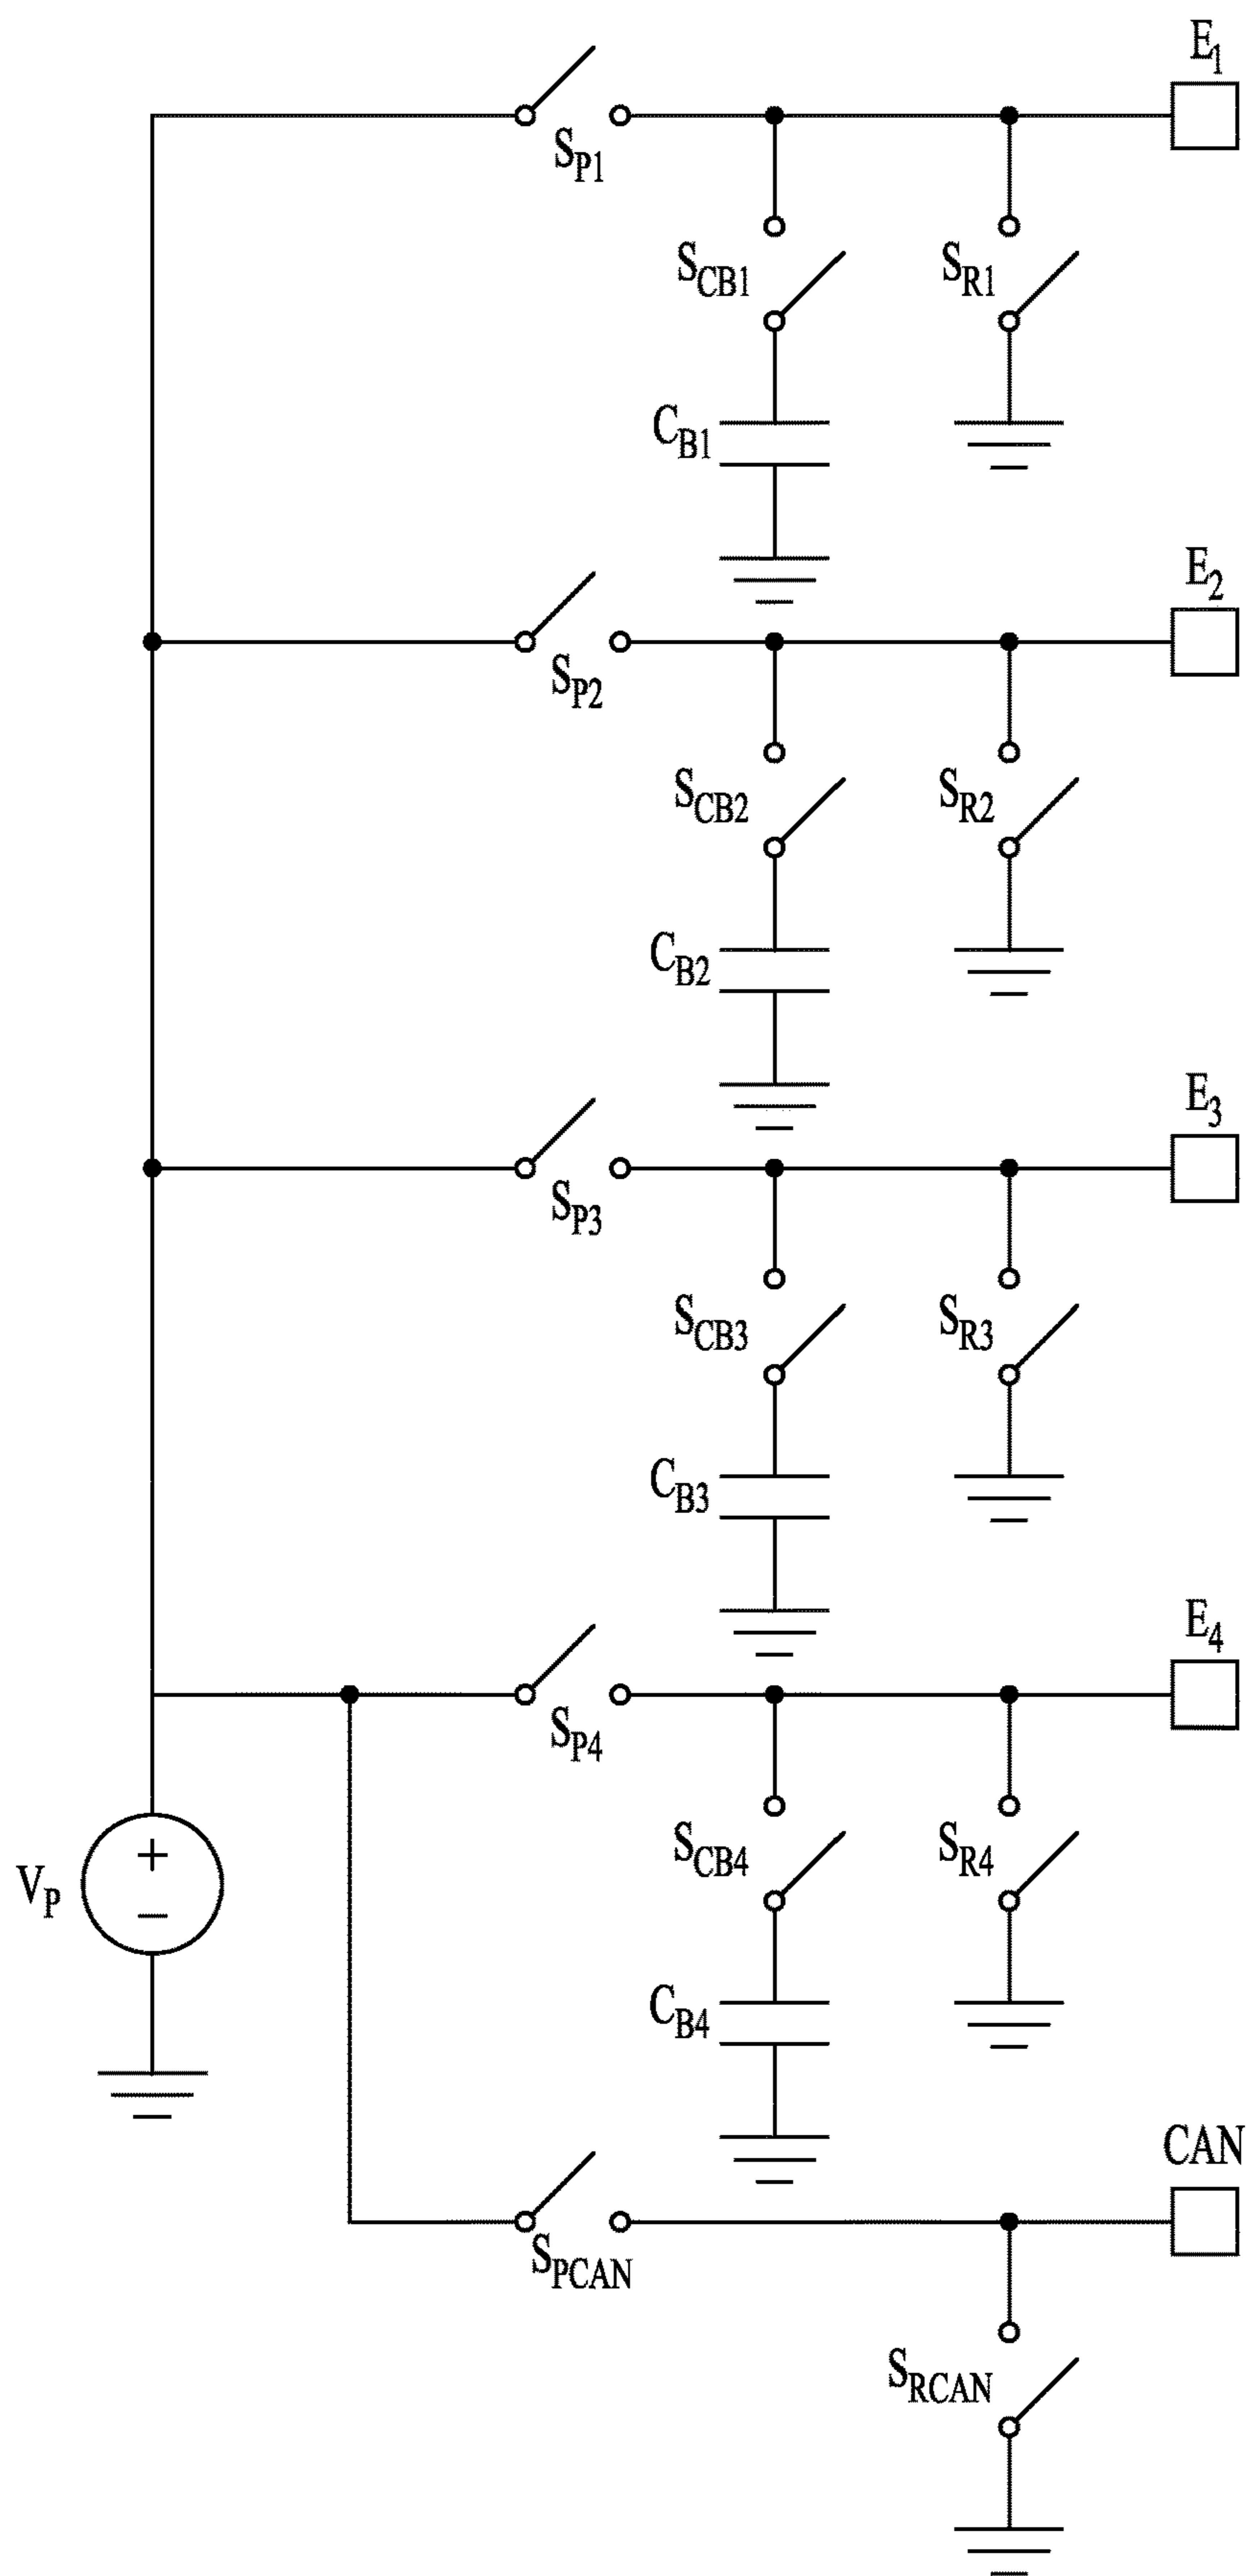 E1
SP1
SCB1
SR1
CB1
E2
SP2
SCB2
SR2
CB2
E3
SP3
SCB3
SR3
CB3
E4
SP4
SCB4
SR4
VP
+
−
CB4
CAN
SPCAN
SRCAN